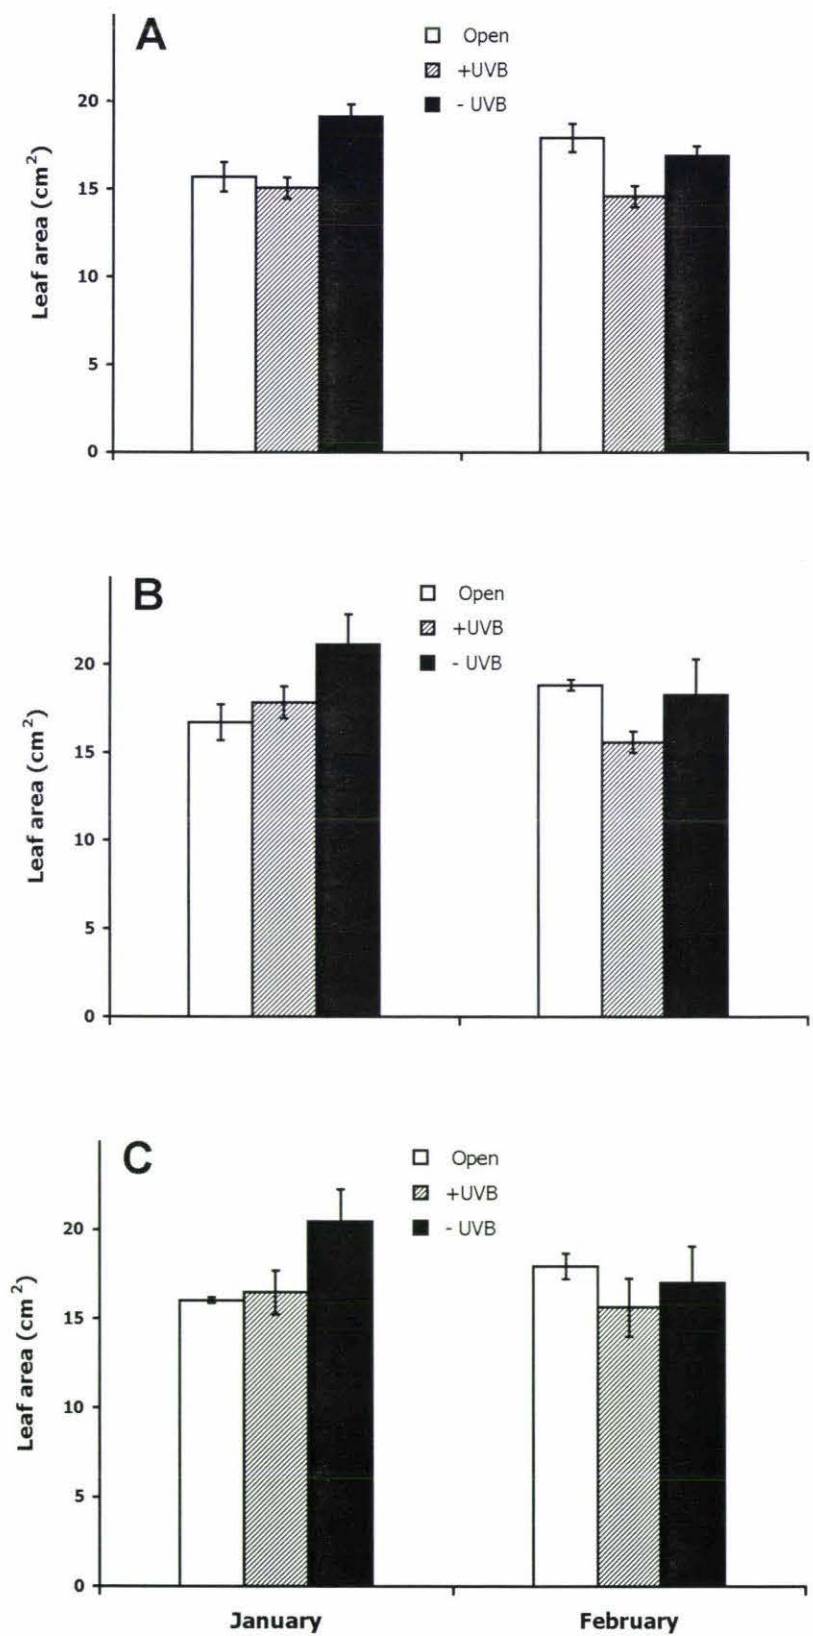 A
Open
+UVB
- UVB
Leaf area (cm²)
20
15
10
5
0
B
Open
+UVB
- UVB
Leaf area (cm²)
20
15
10
5
0
C
Open
+UVB
- UVB
Leaf area (cm²)
20
15
10
5
0
January February